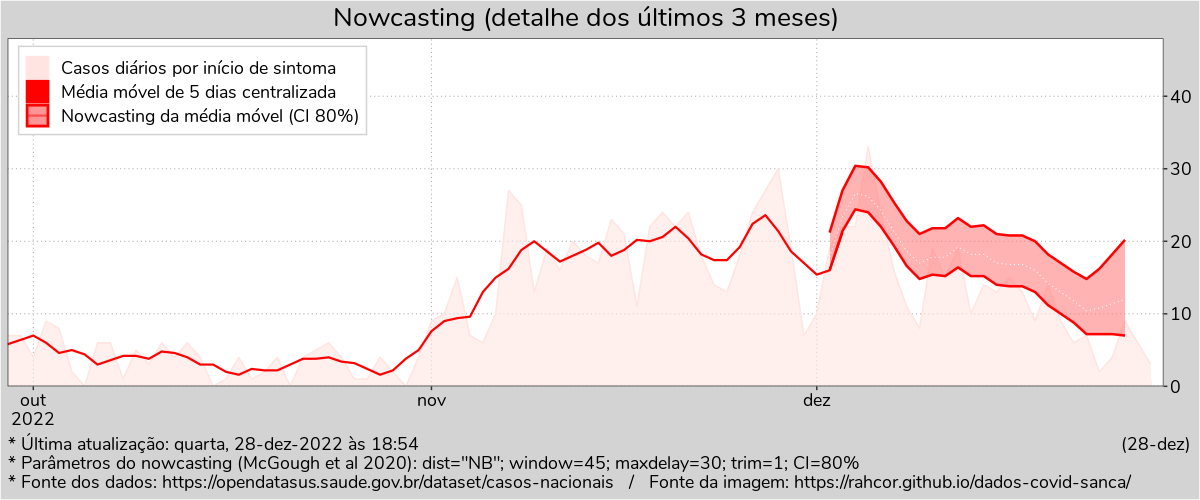 Nowcasting (detalhe dos últimos 3 meses)
Casos diários por início de sintoma
Média móvel de 5 dias centralizada
Nowcasting da média móvel (CI 80%)
40
30
20
10
0
out
nov
dez
2022
* Última atualização: quarta, 28-dez-2022 às 18:54
(28-dez)
* Parâmetros do nowcasting (McGough et al 2020): dist="NB"; window=45; maxdelay=30; trim=1; CI=80%
* Fonte dos dados: https://opendatasus.saude.gov.br/dataset/casos-nacionais / Fonte da imagem: https://rahcor.github.io/dados-covid-sanca/